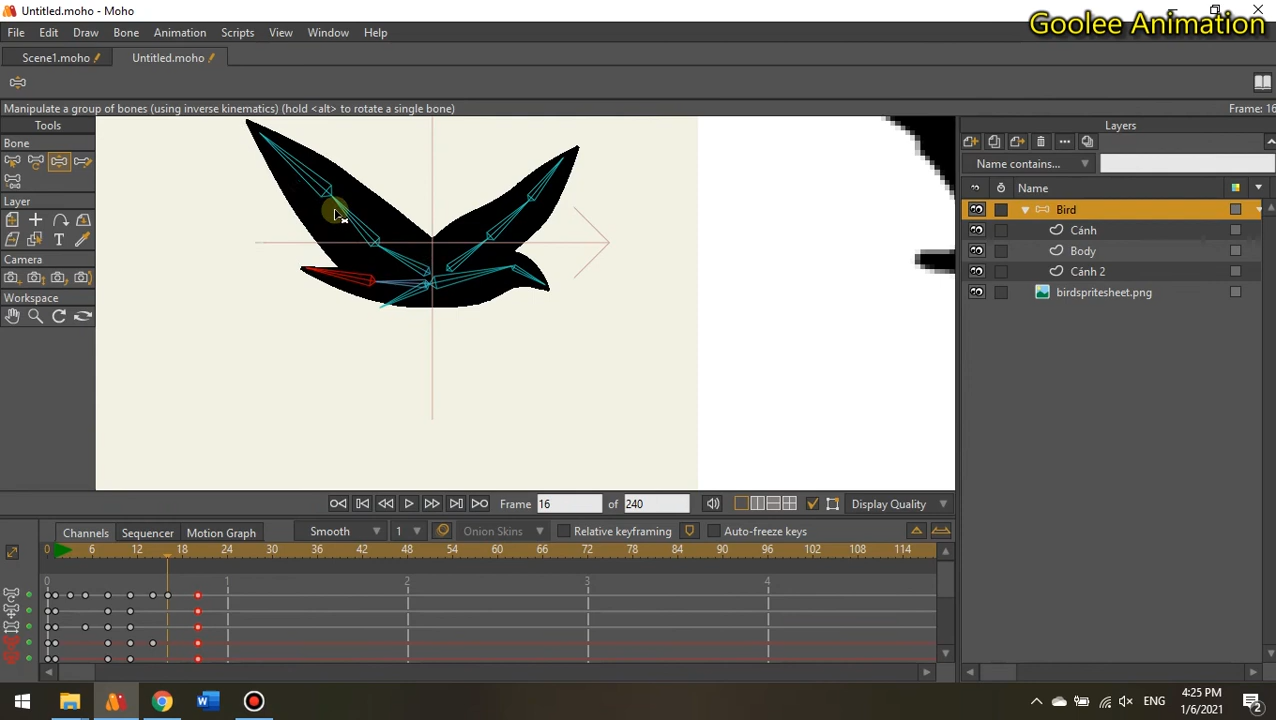 Untitled.moho - Moho
Goolee Animation
File Edit Draw Bone Animation Scripts View Window Help
Scene1.moho Untitled.moho
Manipulate a group of bones (using inverse kinematics) (hold <alt> to rotate a single bone)
Frame: 16
Tools
Layers
Bone
Name contains...
Name
Layer
Bird
Cánh
Body
Camera
Cánh 2
birdspritesheet.png
Workspace
Frame 16 of 240 Display Quality
Channels Sequencer Motion Graph Smooth 1 Onion Skins Relative keyframing Auto-freeze keys
0 6 12 18 24 30 36 42 48 54 60 66 72 78 84 90 96 102 108 114
0 1 2 3 4
ENG
4:25 PM
1/6/2021
2